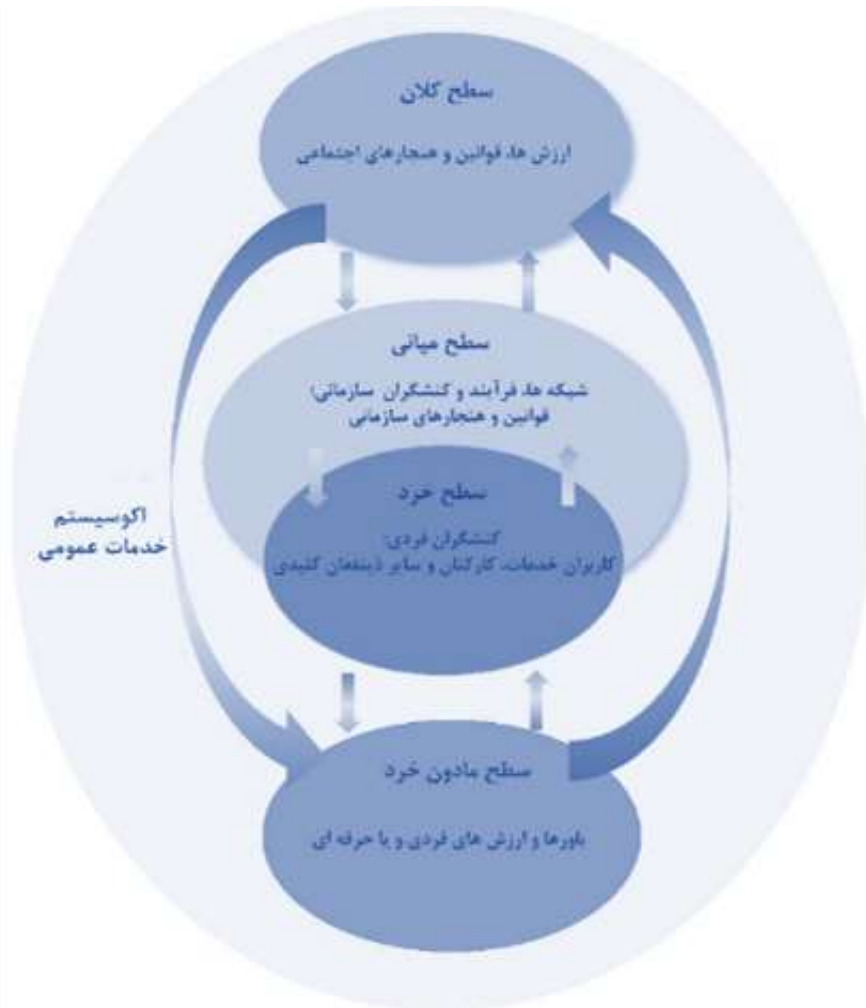 سطح کلان
ارزش ها، قوانین و هنجارهای اجتماعی
سطح میانی
شبکه ها، فرآیند و کنشگران سازمانی؛
قوانین و هنجارهای سازمانی
سطح خرد
کنشگران فردی:
کاربران خدمات، کارکنان و سایر ذینفعان کلیدی
اکوسیستم
خدمات عمومی
سطح مادون خرد
باورها و ارزش های فردی و یا حرفه ای